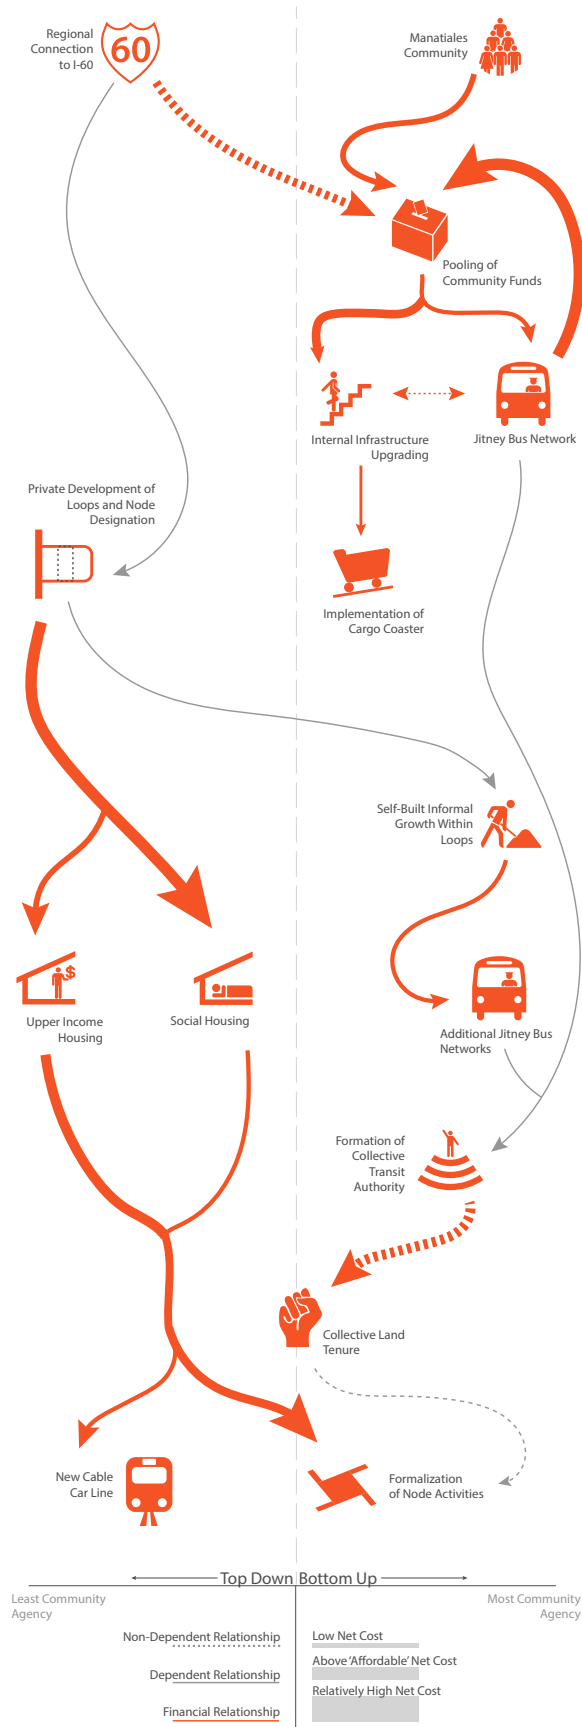 Regional
Connection
to I-60
60
Manatiales
Community
Pooling of
Community Funds
Internal Infrastructure
Upgrading
Jitney Bus Network
Private Development of
Loops and Node
Designation
Implementation of
Cargo Coaster
Self-Built Informal
Growth Within
Loops
$
Upper Income
Housing
Social Housing
Additional Jitney Bus
Networks
Formation of
Collective
Transit
Authority
Collective Land
Tenure
New Cable
Car Line
Formalization
of Node Activities
Top Down Bottom Up
Least Community
Agency
Most Community
Agency
Non-Dependent Relationship
Dependent Relationship
Financial Relationship
Low Net Cost
Above 'Affordable' Net Cost
Relatively High Net Cost